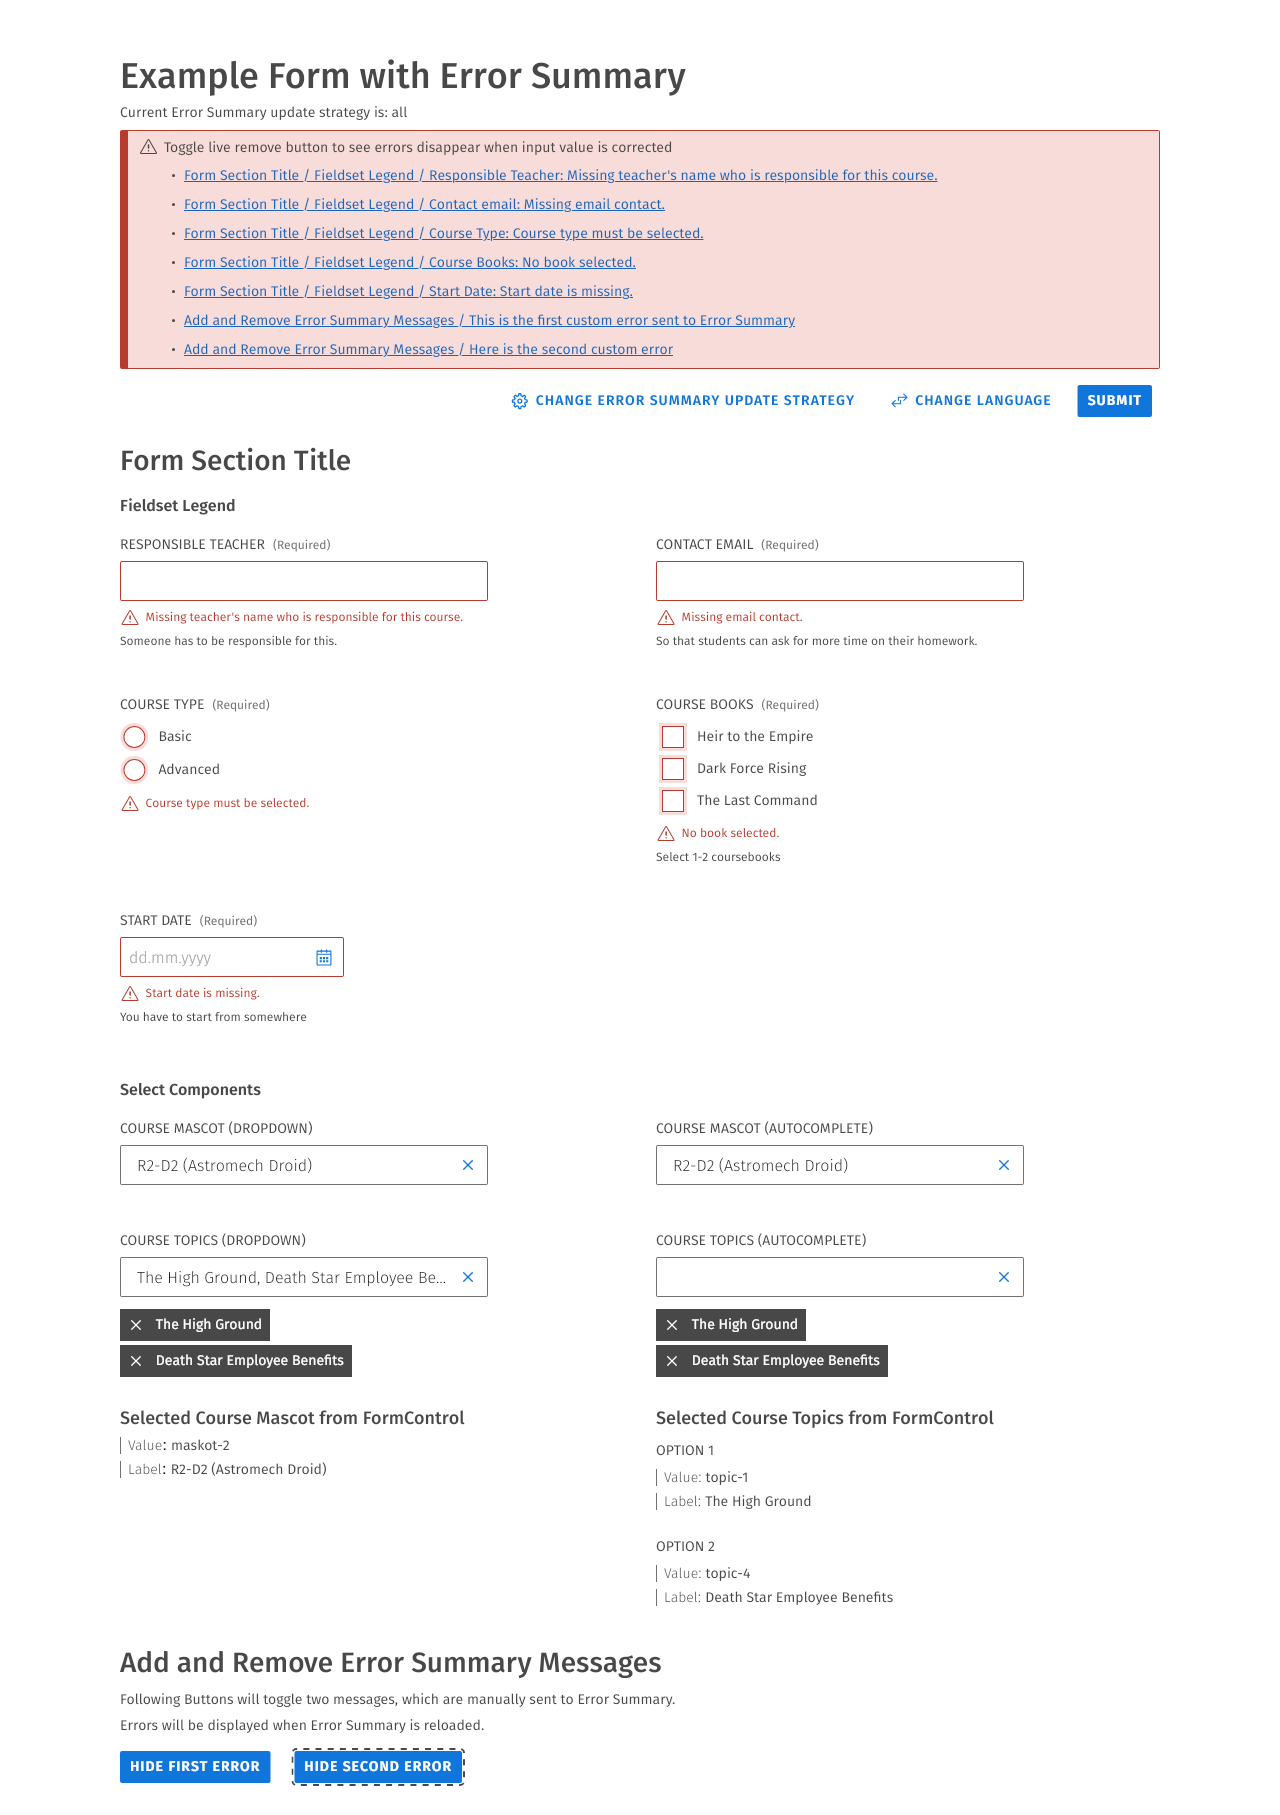 Example Form with Error Summary
Current Error Summary update strategy is: all
Toggle live remove button to see errors disappear when input value is corrected
• Form Section Title / Fieldset Legend / Responsible Teacher: Missing teacher's name who is responsible for this course.
• Form Section Title / Fieldset Legend / Contact email: Missing email contact.
• Form Section Title / Fieldset Legend / Course Type: Course type must be selected.
• Form Section Title / Fieldset Legend / Course Books: No book selected.
• Form Section Title / Fieldset Legend / Start Date: Start date is missing.
• Add and Remove Error Summary Messages / This is the first custom error sent to Error Summary
• Add and Remove Error Summary Messages / Here is the second custom error
CHANGE ERROR SUMMARY UPDATE STRATEGY CHANGE LANGUAGE SUBMIT
Form Section Title
Fieldset Legend
RESPONSIBLE TEACHER (Required)
Missing teacher's name who is responsible for this course.
Someone has to be responsible for this.
CONTACT EMAIL (Required)
Missing email contact.
So that students can ask for more time on their homework.
COURSE TYPE (Required)
Basic
Advanced
Course type must be selected.
COURSE BOOKS (Required)
Heir to the Empire
Dark Force Rising
The Last Command
No book selected.
Select 1-2 coursebooks
START DATE (Required)
dd.mm.yyyy
Start date is missing.
You have to start from somewhere
Select Components
COURSE MASCOT (DROPDOWN)
R2-D2 (Astromech Droid)
COURSE MASCOT (AUTOCOMPLETE)
R2-D2 (Astromech Droid)
COURSE TOPICS (DROPDOWN)
The High Ground, Death Star Employee Be...
The High Ground
Death Star Employee Benefits
COURSE TOPICS (AUTOCOMPLETE)
The High Ground
Death Star Employee Benefits
Selected Course Mascot from FormControl
Value: maskot-2
Label: R2-D2 (Astromech Droid)
Selected Course Topics from FormControl
OPTION 1
Value: topic-1
Label: The High Ground
OPTION 2
Value: topic-4
Label: Death Star Employee Benefits
Add and Remove Error Summary Messages
Following Buttons will toggle two messages, which are manually sent to Error Summary.
Errors will be displayed when Error Summary is reloaded.
HIDE FIRST ERROR HIDE SECOND ERROR